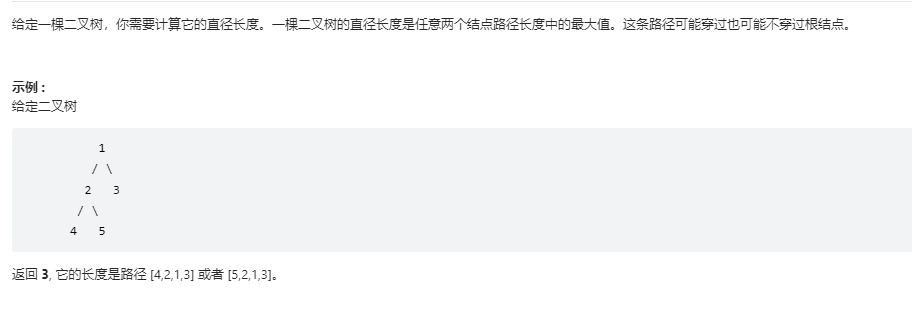 给定一棵二叉树，你需要计算它的直径长度。一棵二叉树的直径长度是任意两个结点路径长度中的最大值。这条路径可能穿过也可能不穿过根结点。
示例 :
给定二叉树
1
/ \
2   3
/ \
4   5
返回 3, 它的长度是路径 [4,2,1,3] 或者 [5,2,1,3]。